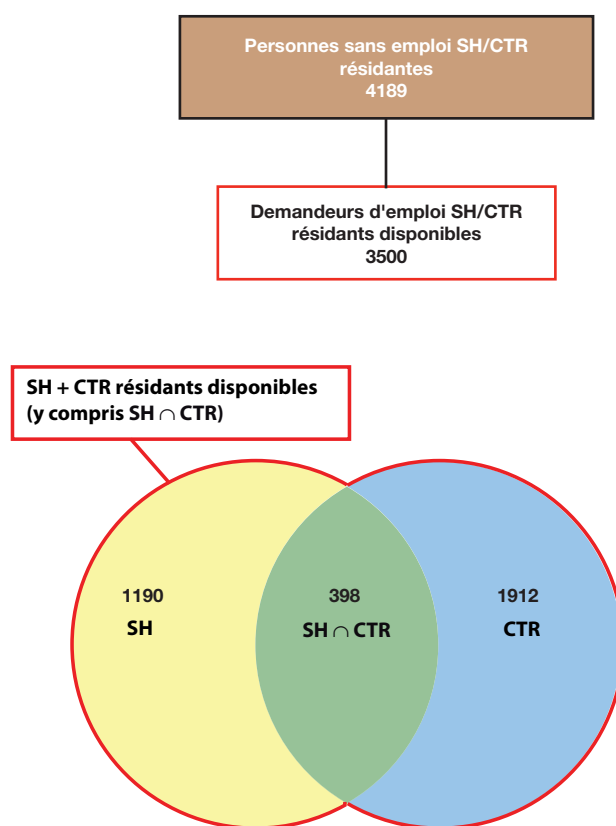 Personnes sans emploi SH/CTR
résidantes
4189
Demandeurs d'emploi SH/CTR
résidants disponibles
3500
SH + CTR résidants disponibles
(y compris SH ∩ CTR)
1190 398 1912
SH SH ∩ CTR CTR